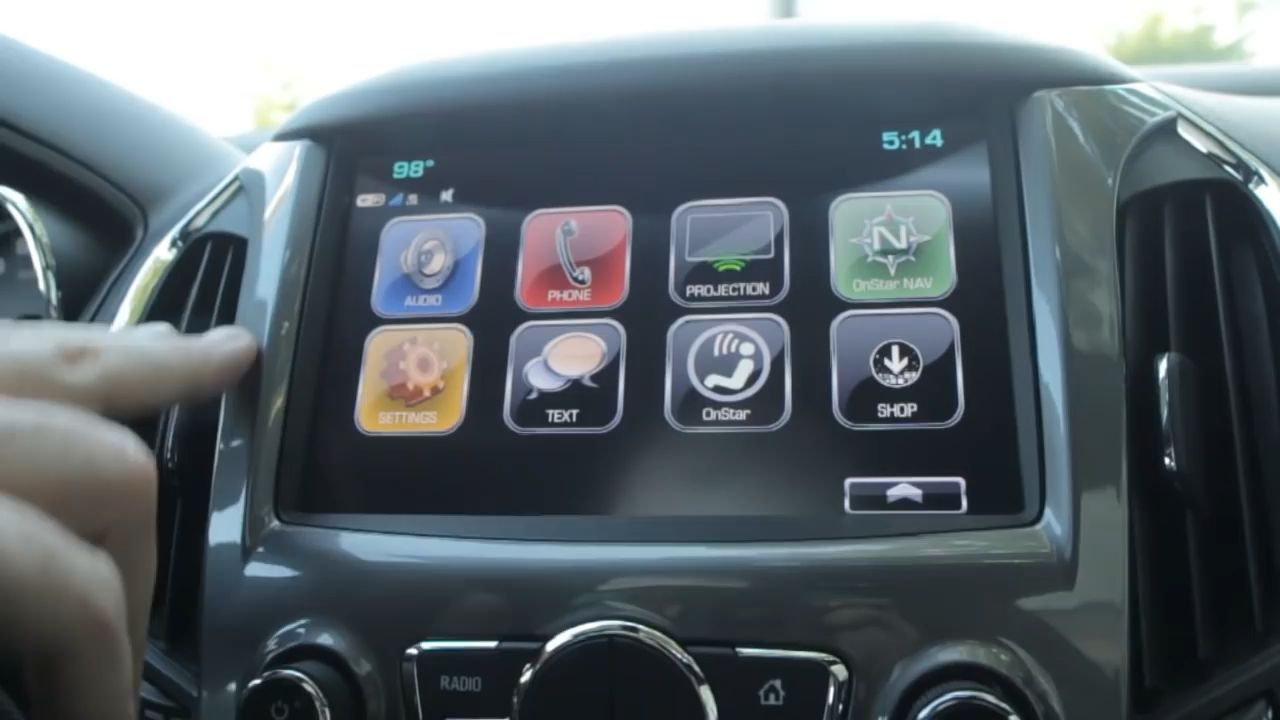 98°
5:14
AUDIO
PHONE
PROJECTION
N
OnStar NAV
SETTINGS
TEXT
OnStar
SHOP
RADIO